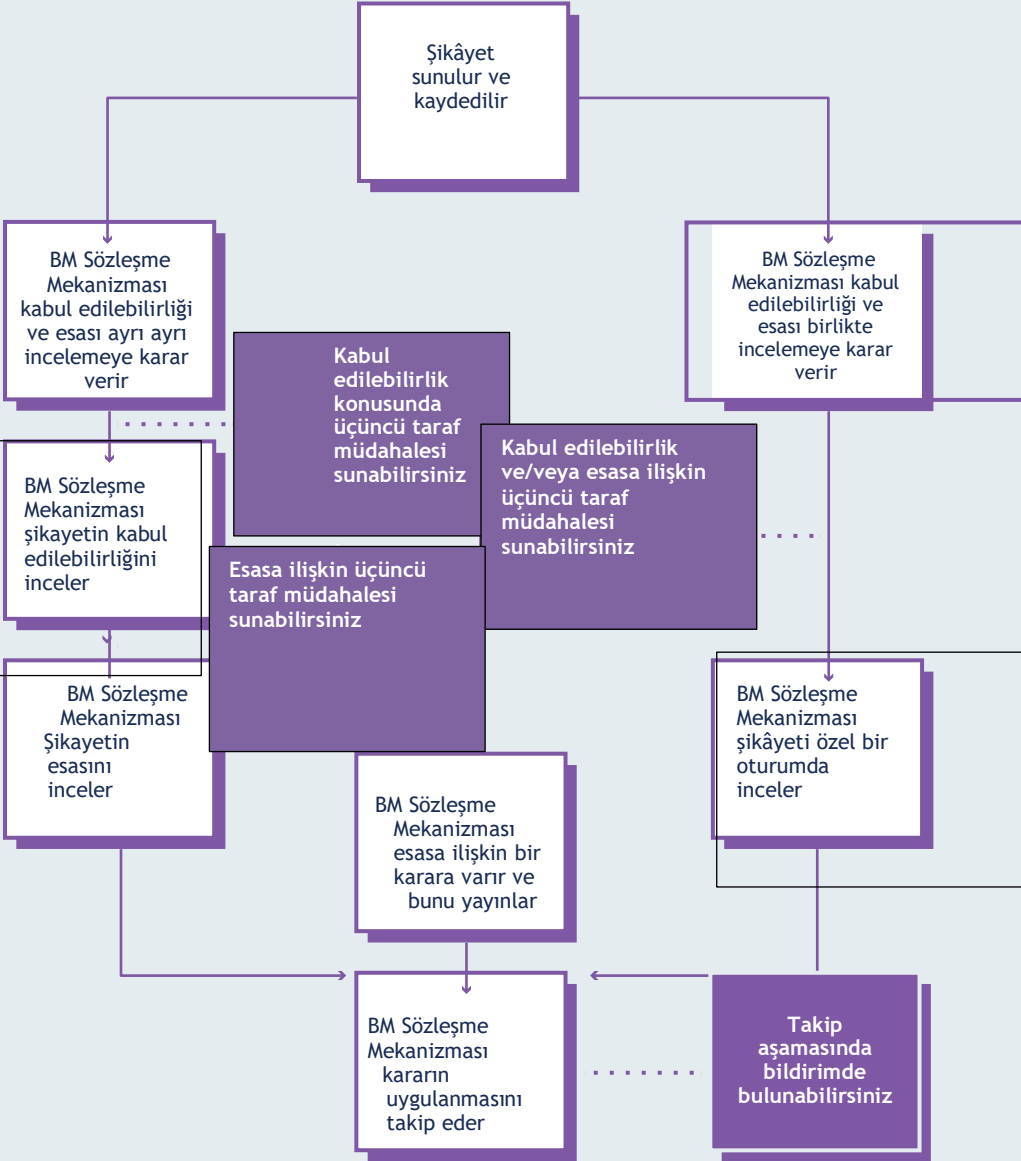 Şikâyet
sunulur ve
kaydedilir
BM Sözleşme
Mekanizması
kabul edilebilirliği
ve esası ayrı ayrı
incelemeye karar
verir
BM Sözleşme
Mekanizması kabul
edilebilirliği ve
esası birlikte
incelemeye karar
verir
Kabul
edilebilirlik
konusunda
üçüncü taraf
müdahalesi
sunabilirsiniz
Kabul edilebilirlik
ve/veya esasa ilişkin
üçüncü taraf
müdahalesi
sunabilirsiniz
BM Sözleşme
Mekanizması
şikayetin kabul
edilebilirliğini
inceler
Esasa ilişkin üçüncü
taraf müdahalesi
sunabilirsiniz
BM Sözleşme
Mekanizması
Şikayetin
esasını
inceler
BM Sözleşme
Mekanizması
şikâyeti özel bir
oturumda
inceler
BM Sözleşme
Mekanizması
esasa ilişkin bir
karara varır ve
bunu yayınlar
BM Sözleşme
Mekanizması
kararın
uygulanmasını
takip eder
Takip
aşamasında
bildirimde
bulunabilirsiniz